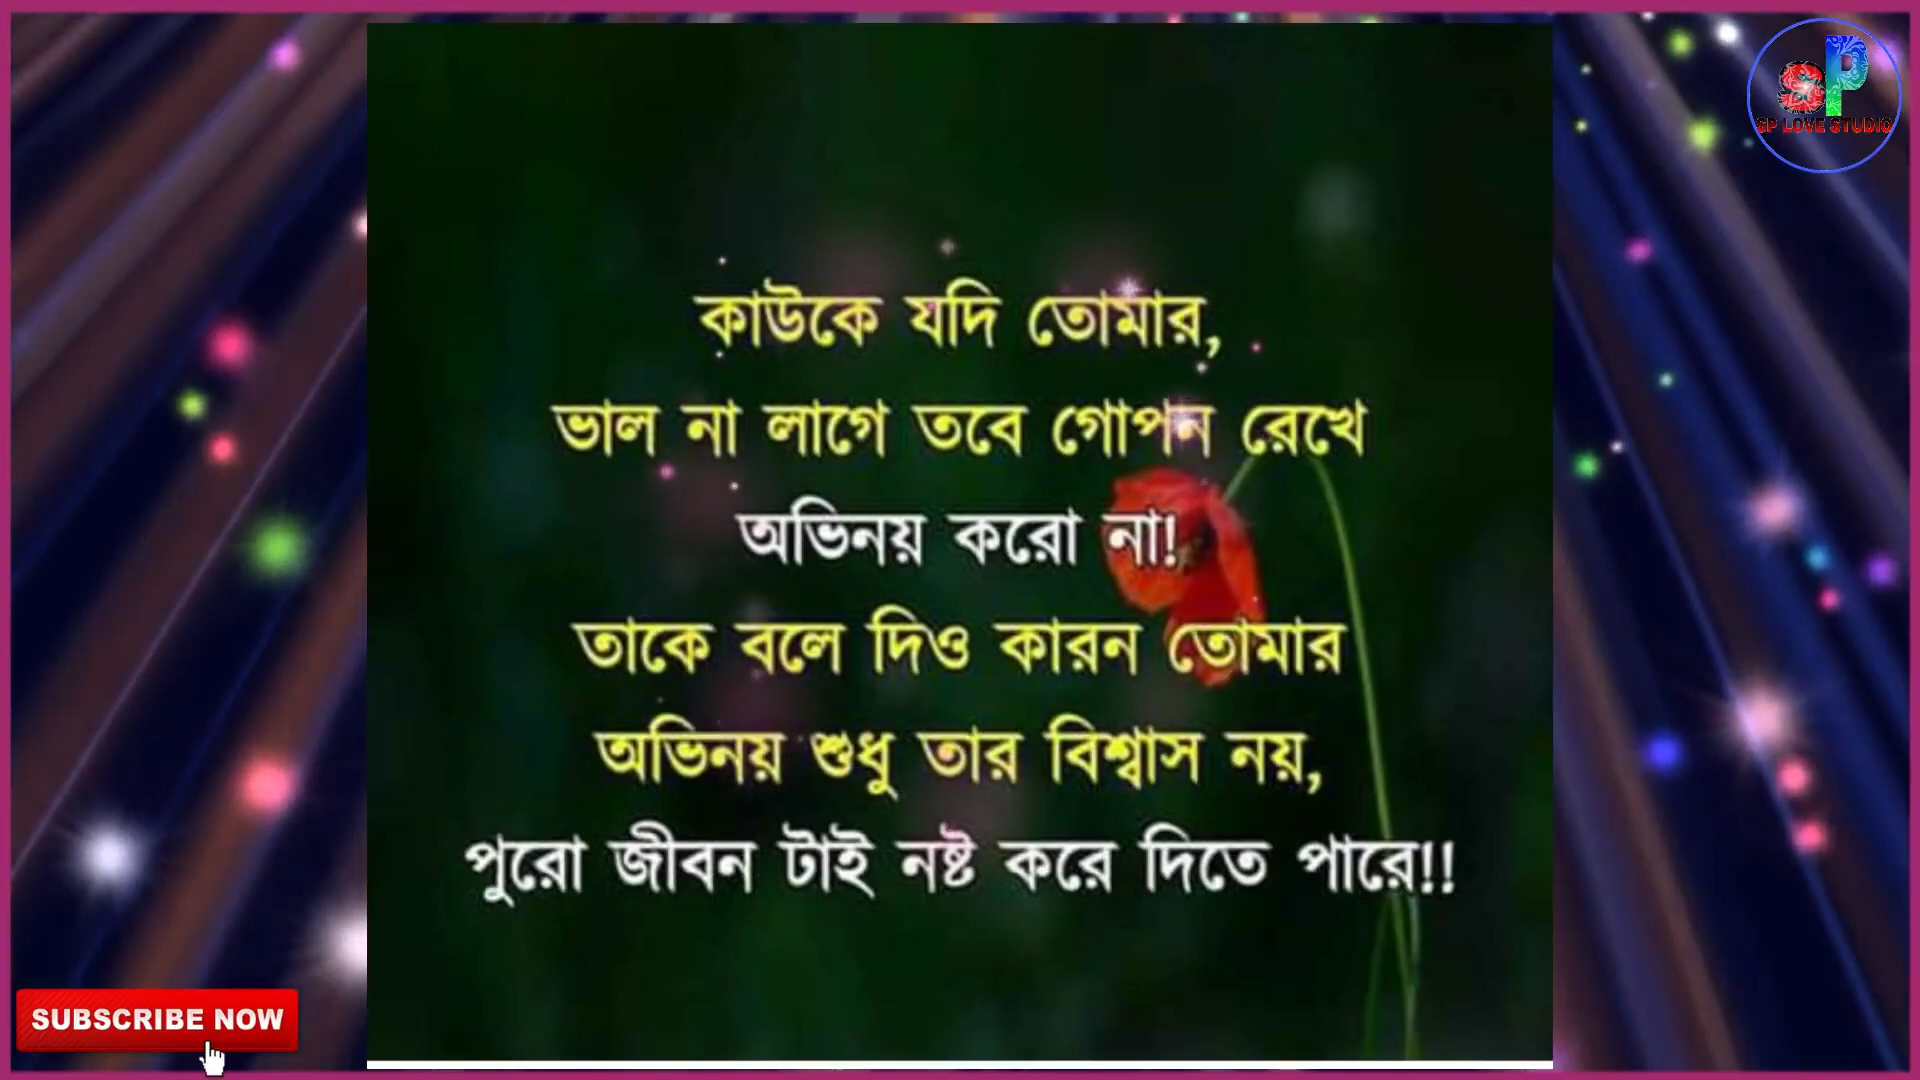 SP
SP LOVE STUDIO
কাউকে যদি তোমার,
ভাল না লাগে তবে গোপন রেখে
অভিনয় করো না!
তাকে বলে দিও কারন তোমার
অভিনয় শুধু তার বিশ্বাস নয়,
পুরো জীবন টাই নষ্ট করে দিতে পারে!!
SUBSCRIBE NOW